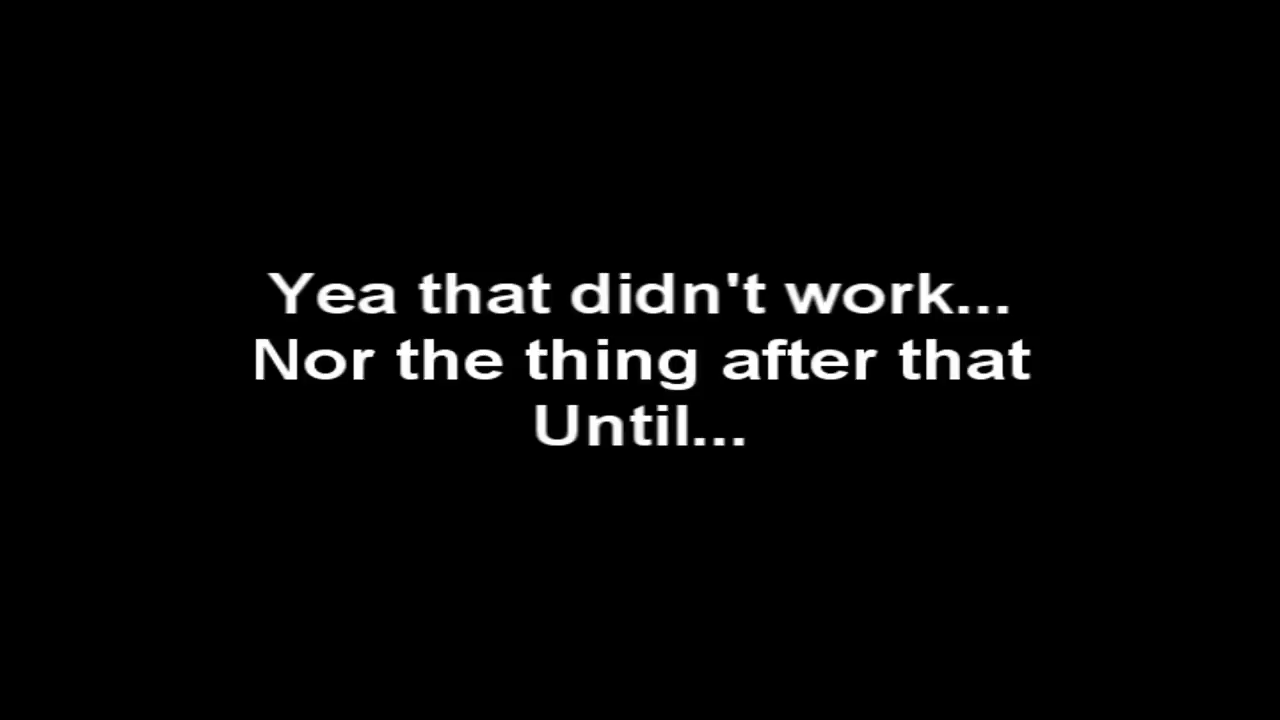 Yea that didn't work...
Nor the thing after that
Until...